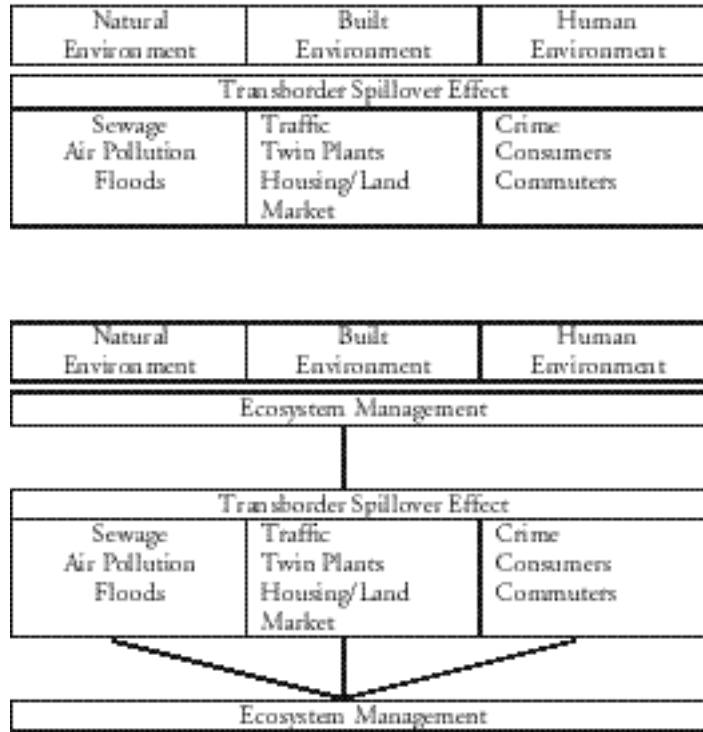 Natural Environment
Built Environment
Human Environment
Transborder Spillover Effect
Sewage
Air Pollution
Floods
Traffic
Twin Plants
Housing/Land
Market
Crime
Consumers
Commuters
Natural Environment
Built Environment
Human Environment
Ecosystem Management
Transborder Spillover Effect
Sewage
Air Pollution
Floods
Traffic
Twin Plants
Housing/Land
Market
Crime
Consumers
Commuters
Ecosystem Management